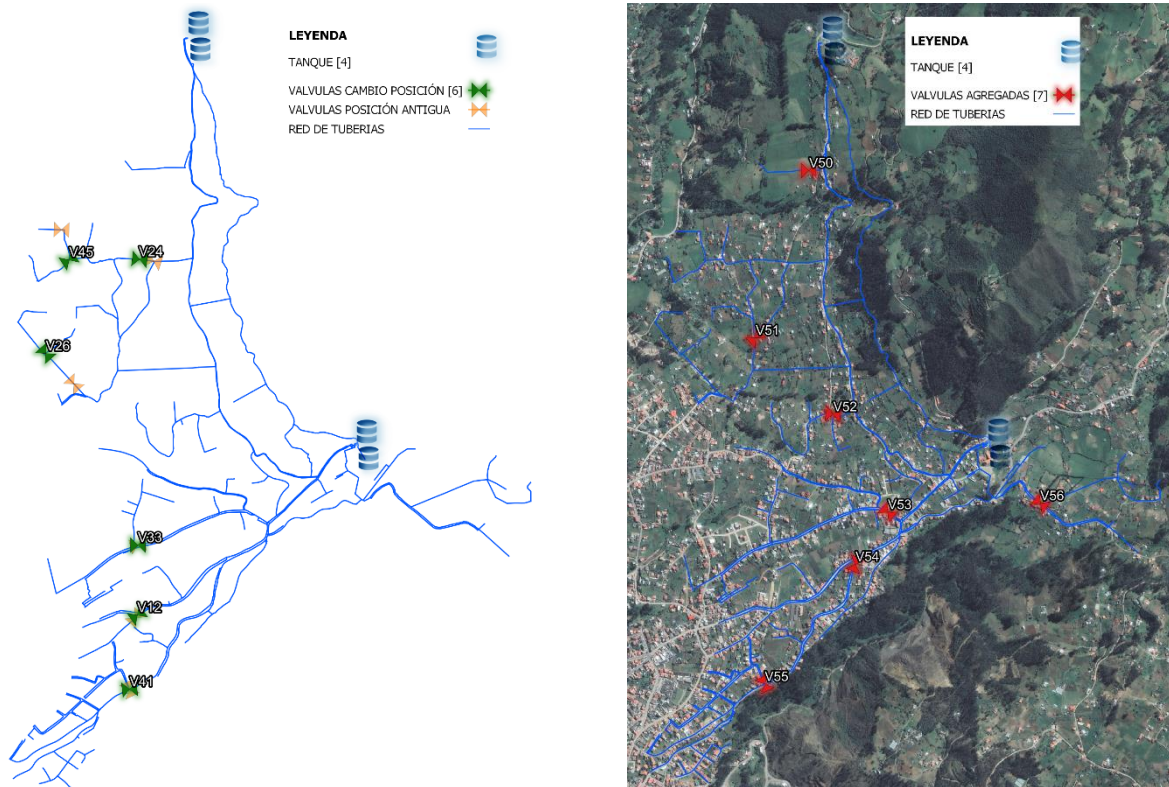 LEYENDA
TANQUE [4]
VALVULAS CAMBIO POSICIÓN [6]
VALVULAS POSICIÓN ANTIGUA
RED DE TUBERIAS
V45
V24
V26
V33
V12
V41
LEYENDA
TANQUE [4]
VALVULAS AGREGADAS [7]
RED DE TUBERIAS
V50
V51
V52
V53
V56
V54
V55